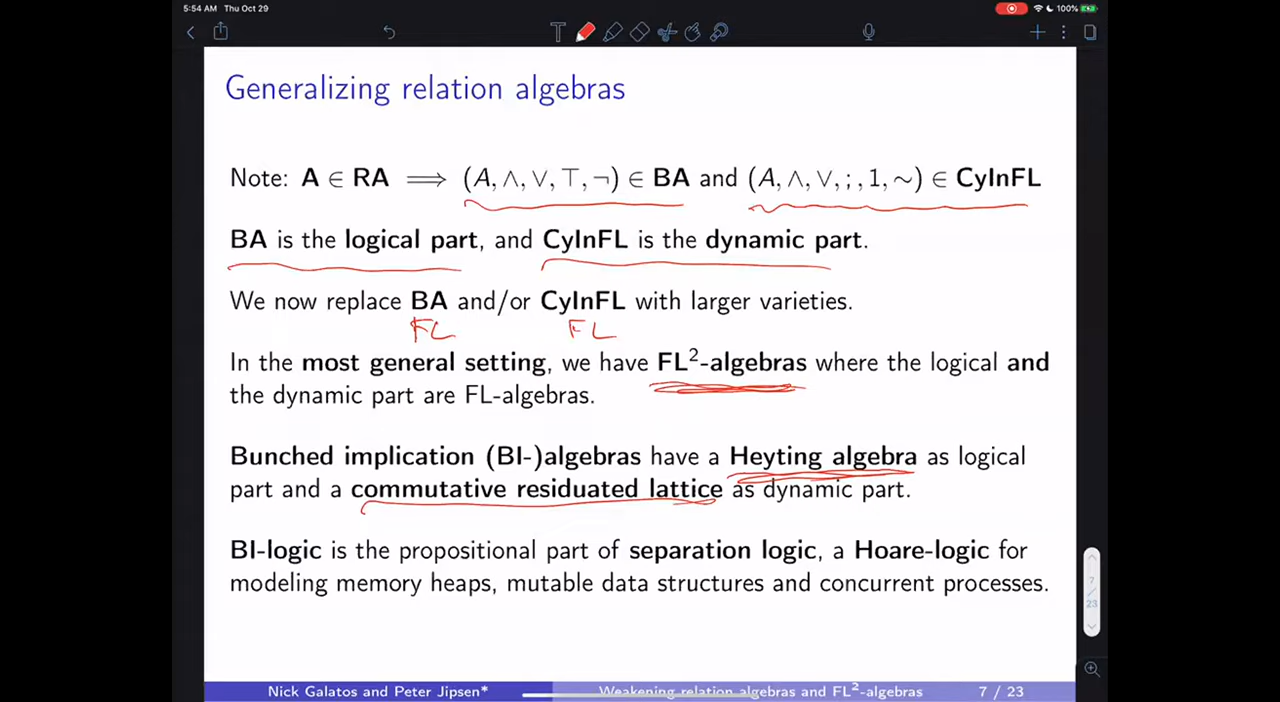 5:54 AM Thu Oct 29
100%
T
Generalizing relation algebras
Note: A ∈ RA ⟹ (A, ∧, ∨, ⊤, ¬) ∈ BA and (A, ∧, ∨, ; , 1, ∼) ∈ CyInFL
BA is the logical part, and CyInFL is the dynamic part.
We now replace BA and/or CyInFL with larger varieties.
FL FL
In the most general setting, we have FL²-algebras where the logical and
the dynamic part are FL-algebras.
Bunched implication (BI-)algebras have a Heyting algebra as logical
part and a commutative residuated lattice as dynamic part.
BI-logic is the propositional part of separation logic, a Hoare-logic for
modeling memory heaps, mutable data structures and concurrent processes.
7
/
23
Nick Galatos and Peter Jipsen* Weakening relation algebras and FL²-algebras 7 / 23